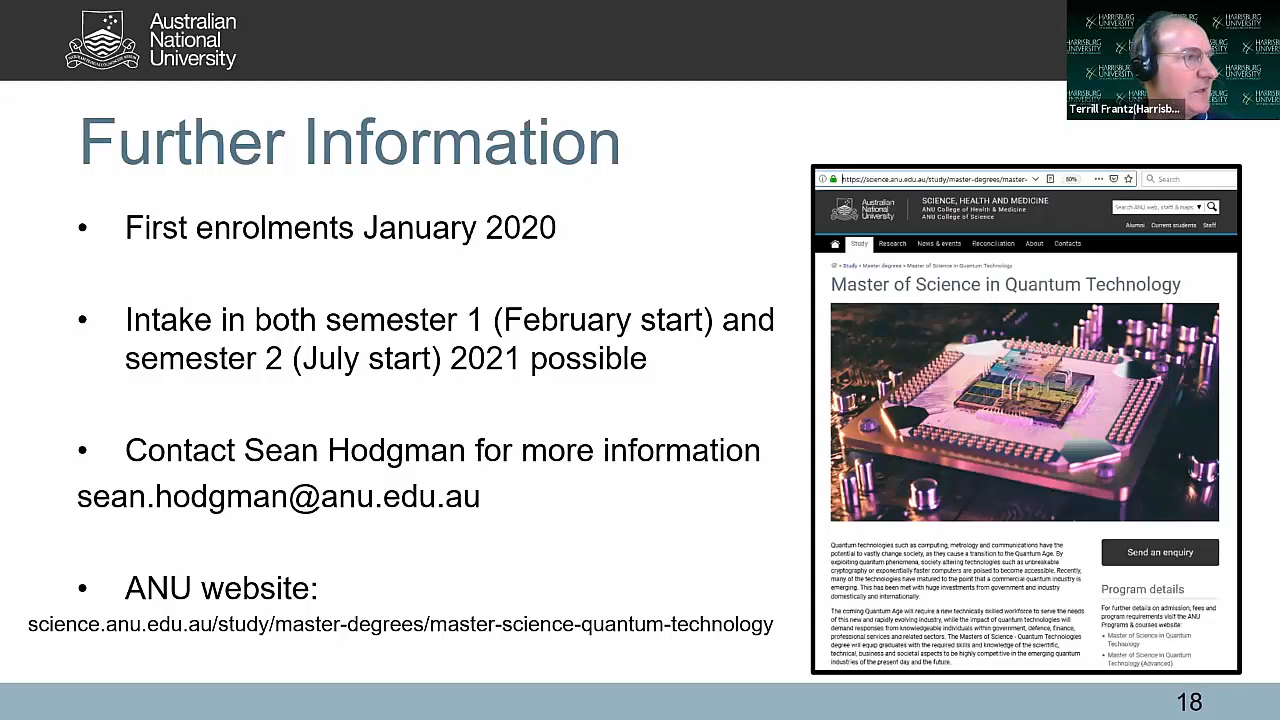 Australian
National
University
HARRISBURG
UNIVERSITY
Terrill Frantz(Harrisb...
Further Information
• First enrolments January 2020
• Intake in both semester 1 (February start) and
semester 2 (July start) 2021 possible
• Contact Sean Hodgman for more information
sean.hodgman@anu.edu.au
• ANU website:
science.anu.edu.au/study/master-degrees/master-science-quantum-technology
https://science.anu.edu.au/study/master-degrees/master-
80%
Search
Australian
National
University
SCIENCE, HEALTH AND MEDICINE
ANU College of Health & Medicine
ANU College of Science
Search ANU web, staff & maps
Alumni Current students Staff
Study Research News & events Reconciliation About Contacts
» Study » Master degrees » Master of Science in Quantum Technology
Master of Science in Quantum Technology
Quantum technologies such as computing, metrology and communications have the
potential to vastly change society, as they cause a transition to the Quantum Age. By
exploiting quantum phenomena, society altering technologies such as unbreakable
cryptography or exponentially faster computers are poised to become accessible. Recently,
many of the technologies have matured to the point that a commercial quantum industry is
emerging. This has been met with huge investments from government and industry
domestically and internationally.
The coming Quantum Age will require a new technically skilled workforce to serve the needs
of this new and rapidly evolving industry, while the impact of quantum technologies will
demand responses from knowledgeable individuals within government, defence, finance,
professional services and related sectors. The Masters of Science - Quantum Technologies
degree will equip graduates with the required skills and knowledge of the scientific,
technical, business and societal aspects to be highly competitive in the emerging quantum
industries of the present day and the future.
Send an enquiry
Program details
For further details on admission, fees and
program requirements visit the ANU
Programs & courses website:
• Master of Science in Quantum
Technology
• Master of Science in Quantum
Technology (Advanced)
18